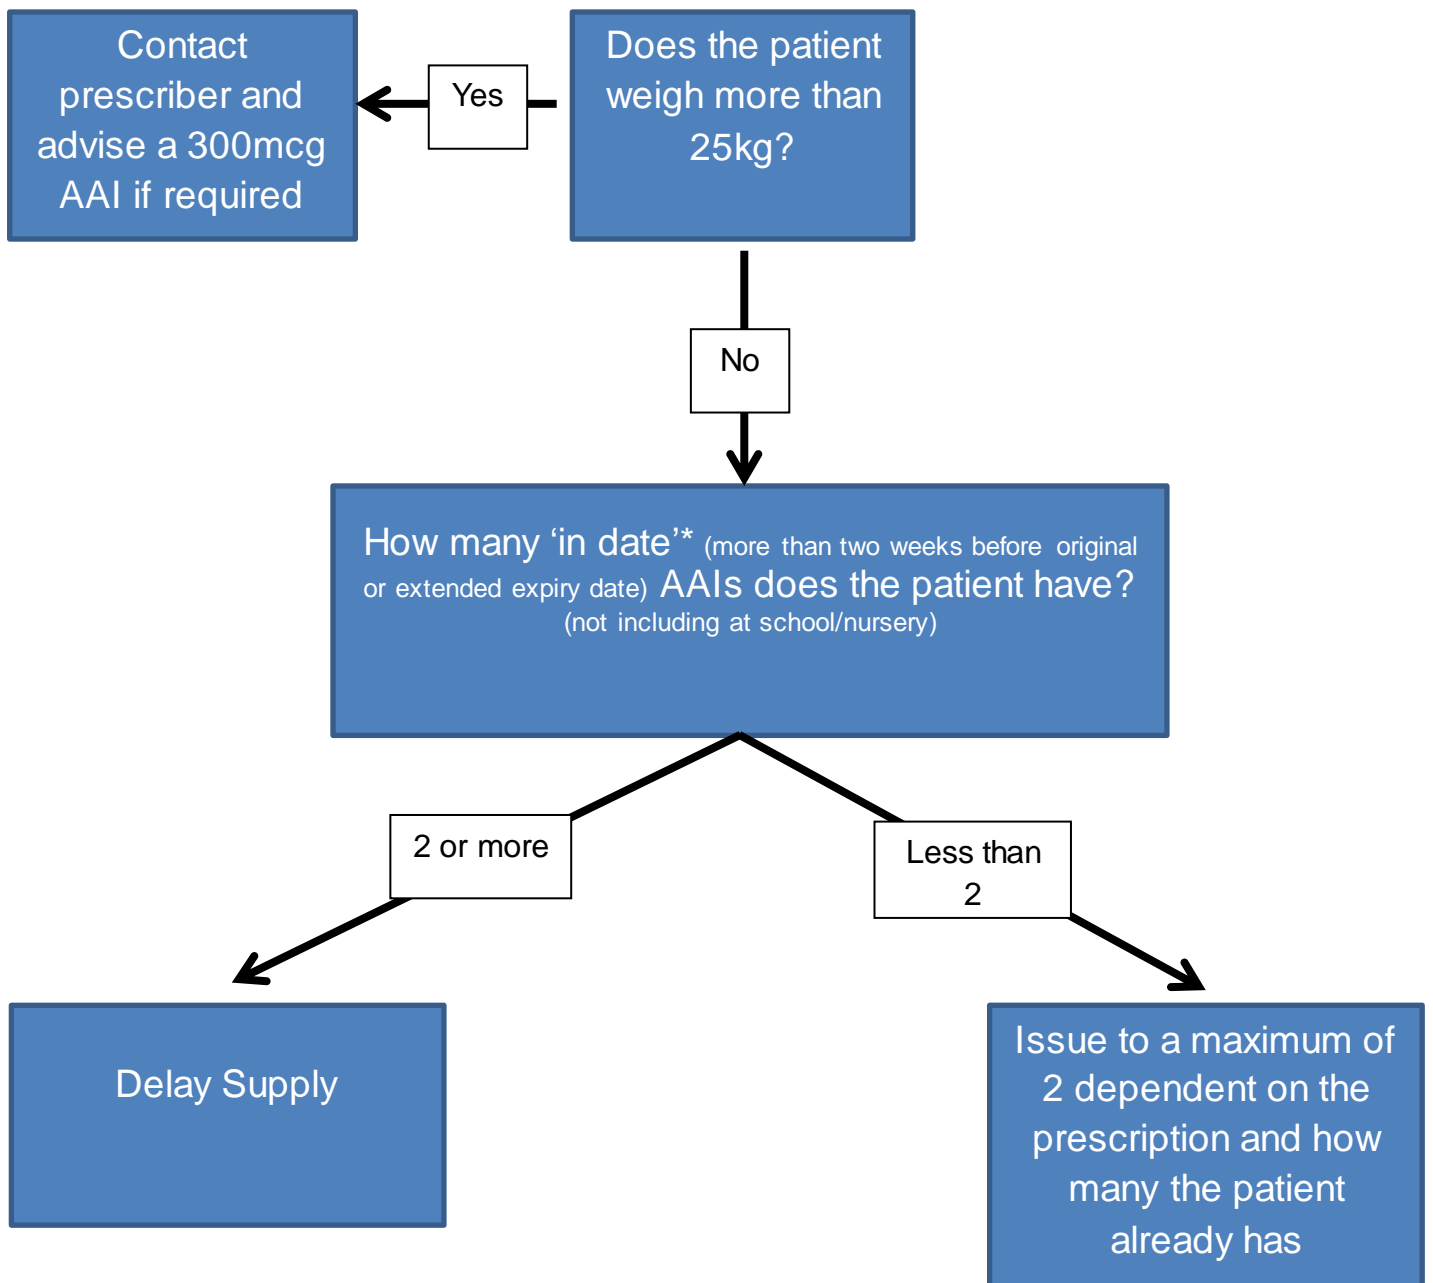 Contact
prescriber and
advise a 300mcg
AAI if required
Yes
Does the patient
weigh more than
25kg?
No
How many ‘in date’* (more than two weeks before original
or extended expiry date) AAIs does the patient have?
(not including at school/nursery)
2 or more
Less than
2
Delay Supply
Issue to a maximum of
2 dependent on the
prescription and how
many the patient
already has